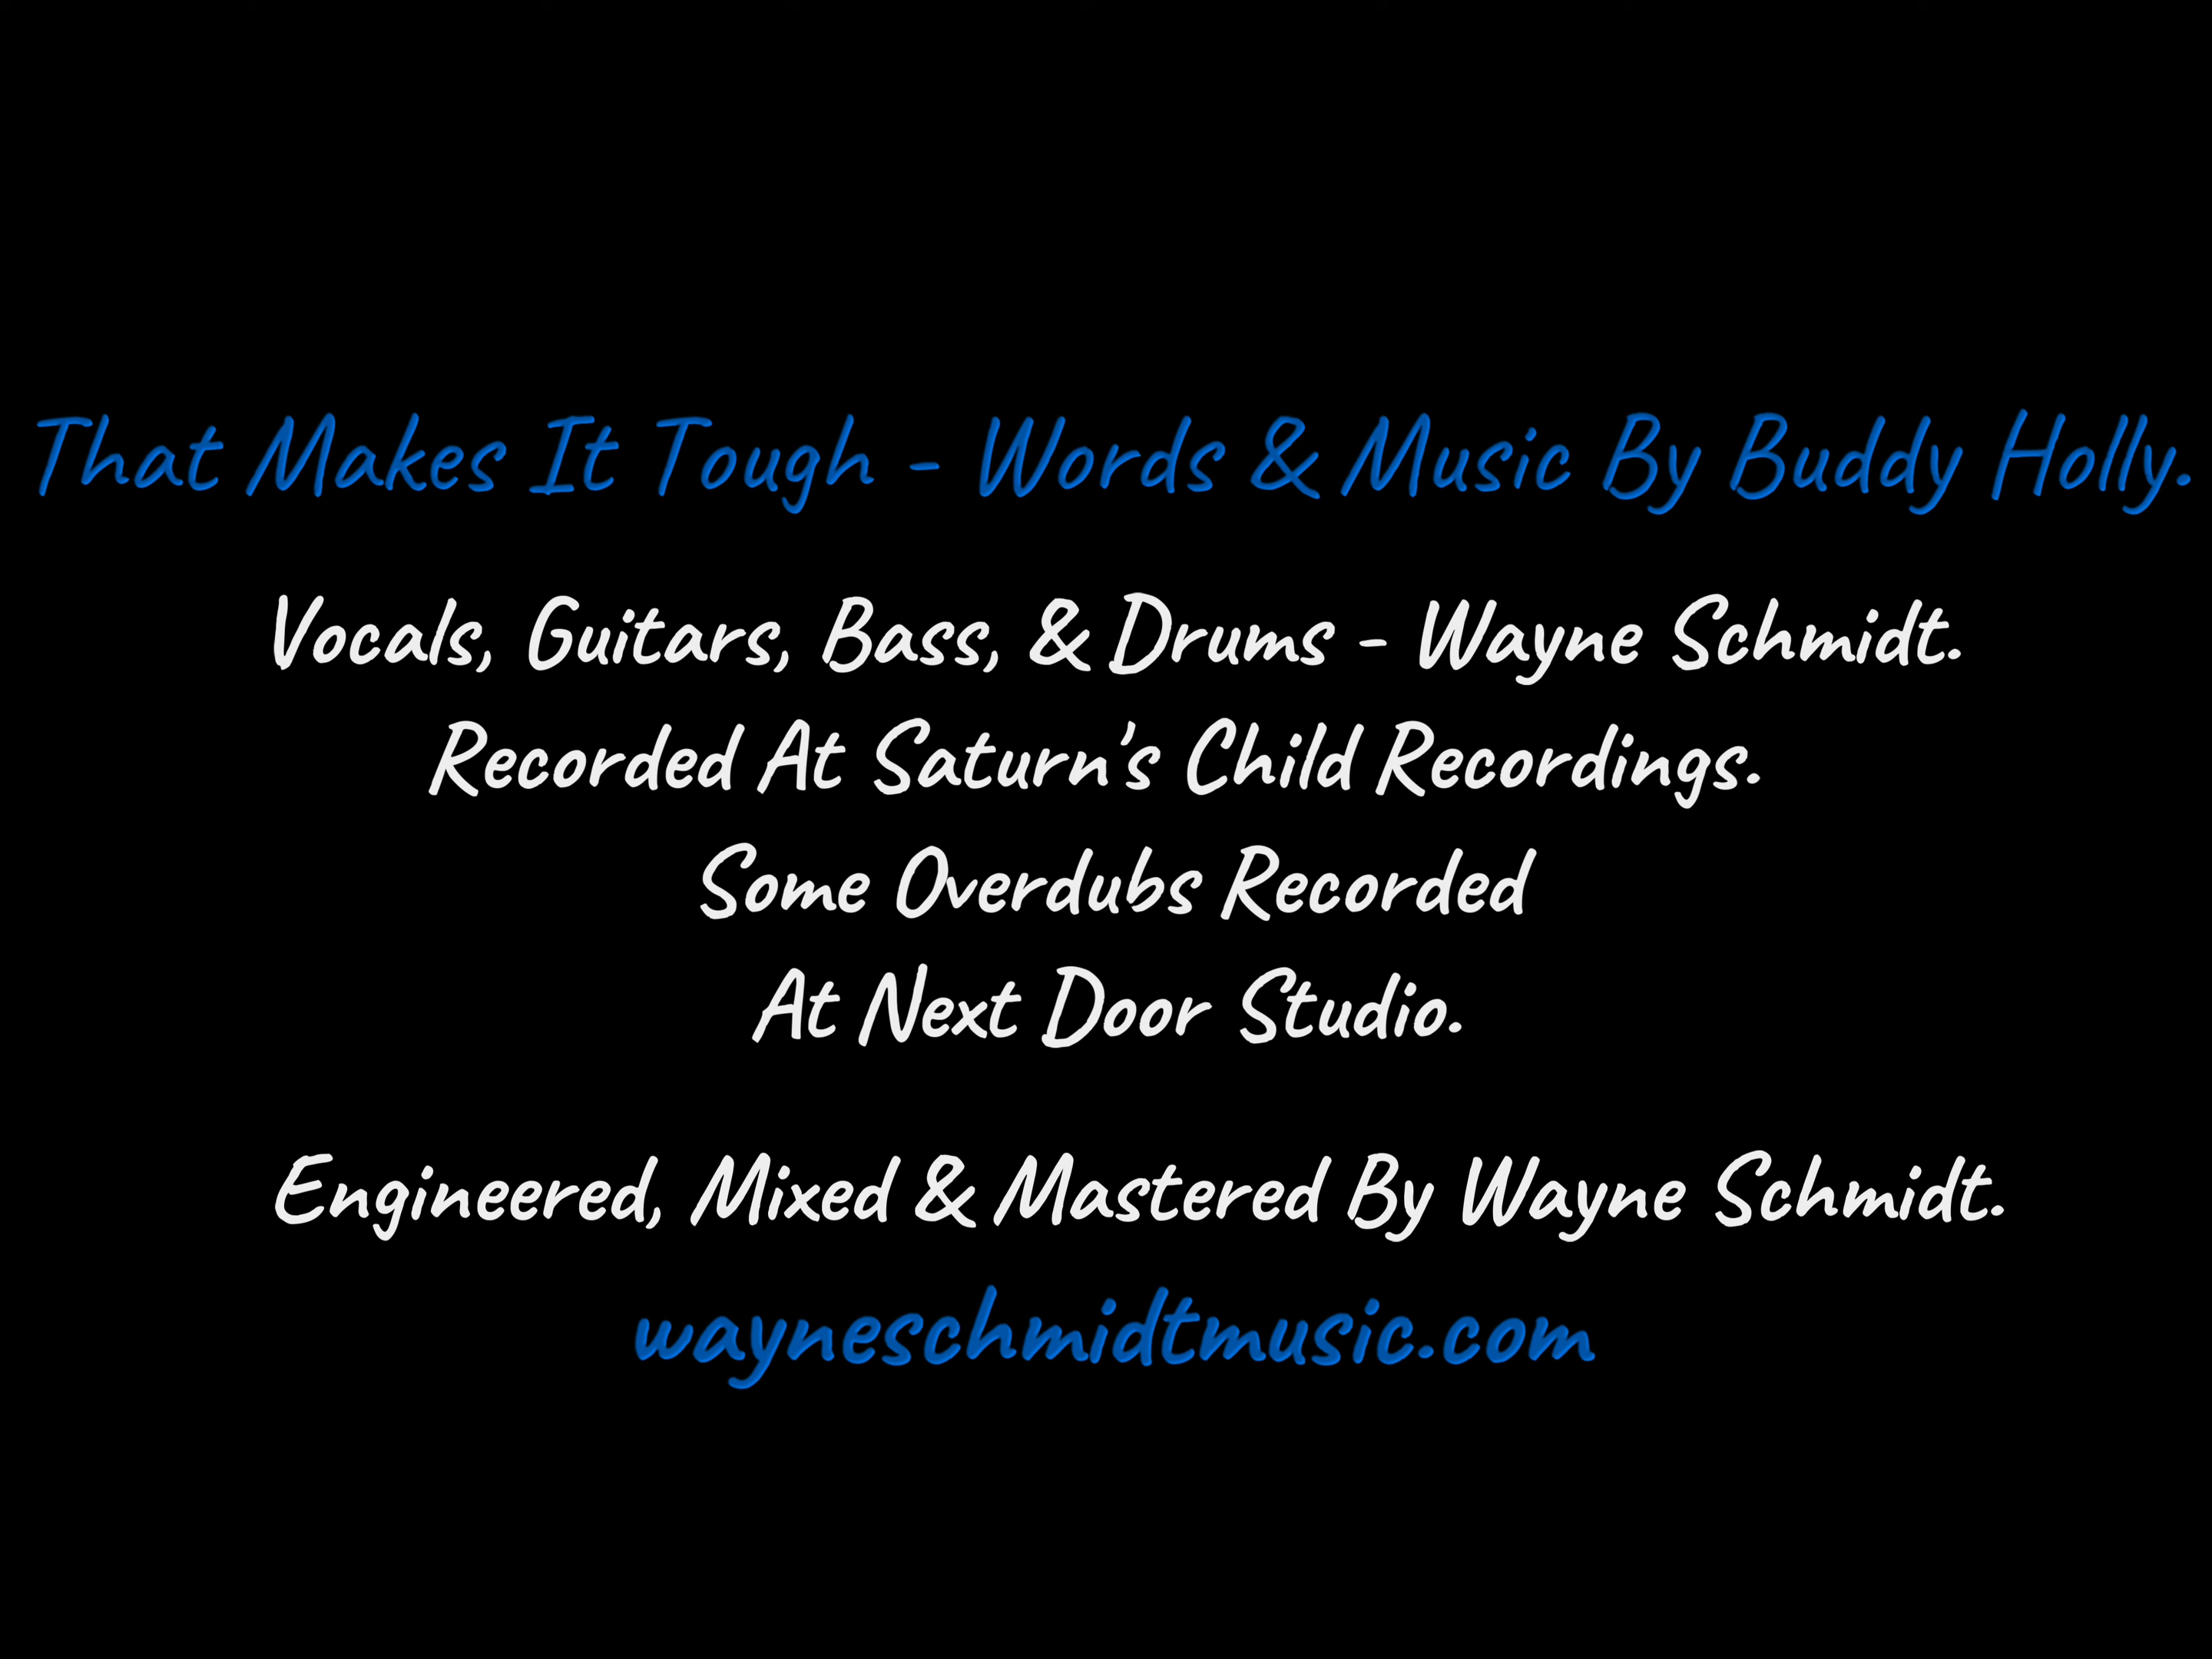 That Makes It Tough - Words & Music By Buddy Holly.
Vocals, Guitars, Bass, & Drums - Wayne Schmidt.
Recorded At Saturn's Child Recordings.
Some Overdubs Recorded
At Next Door Studio.
Engineered, Mixed & Mastered By Wayne Schmidt.
wayneschmidtmusic.com